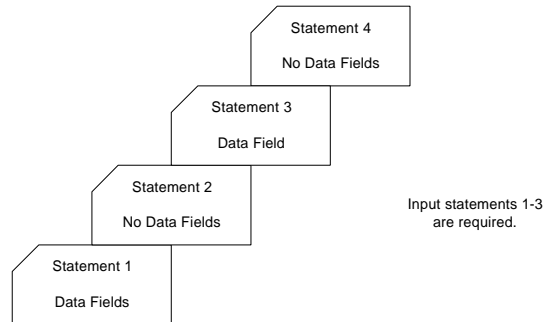 Statement 4
No Data Fields
Statement 3
Data Field
Statement 2
No Data Fields
Input statements 1-3
are required.
Statement 1
Data Fields